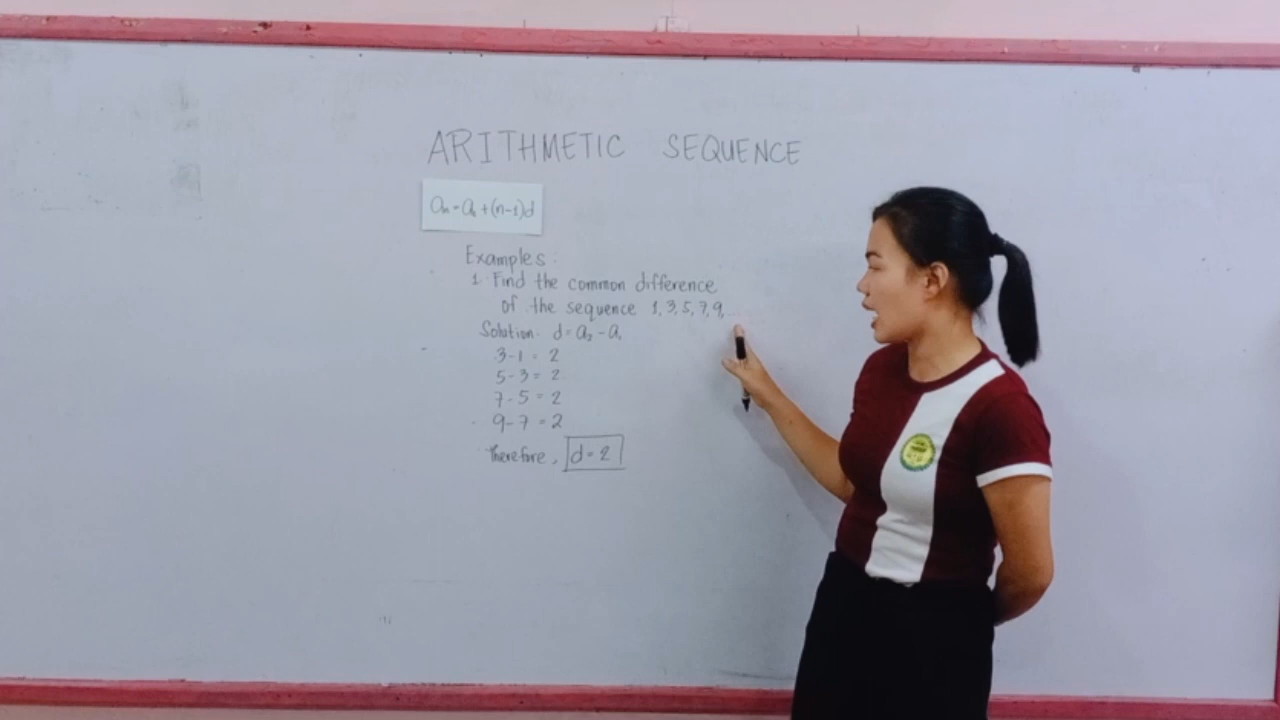 ARITHMETIC SEQUENCE
an = a1 + (n-1)d
Examples:
1. Find the common difference
of the sequence 1, 3, 5, 7, 9, ...
Solution: d = a2 - a1
3 - 1 = 2
5 - 3 = 2
7 - 5 = 2
9 - 7 = 2
Therefore, d = 2